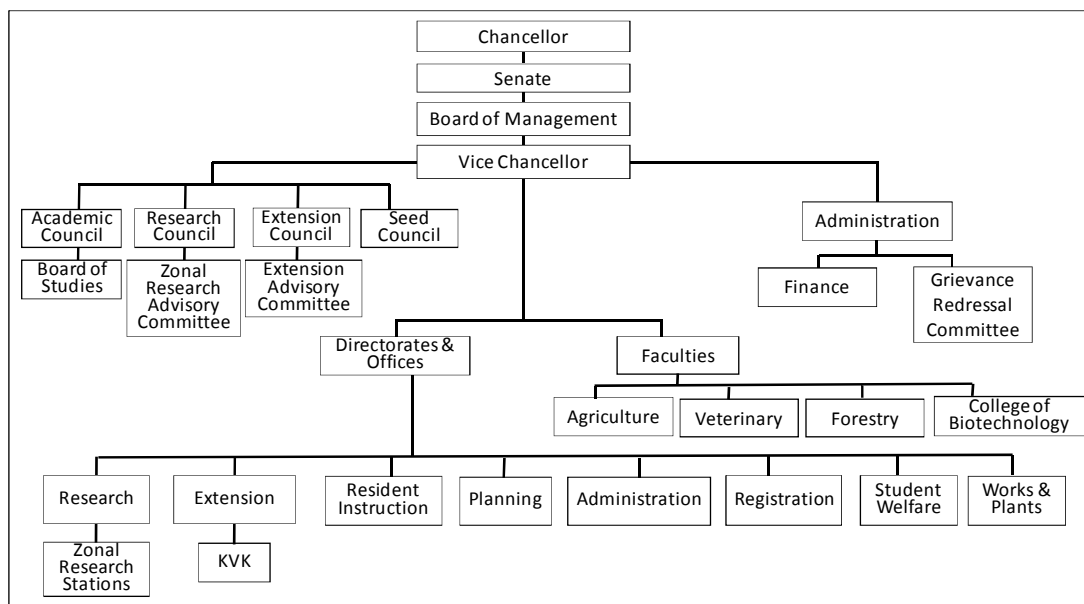 Chancellor
Senate
Board of Management
Vice Chancellor
Academic
Council
Research
Council
Extension
Council
Seed
Council
Administration
Board of
Studies
Zonal
Research
Advisory
Committee
Extension
Advisory
Committee
Finance
Grievance
Redressal
Committee
Directorates &
Offices
Faculties
Agriculture
Veterinary
Forestry
College of
Biotechnology
Research
Extension
Resident
Instruction
Planning
Administration
Registration
Student
Welfare
Works &
Plants
Zonal
Research
Stations
KVK